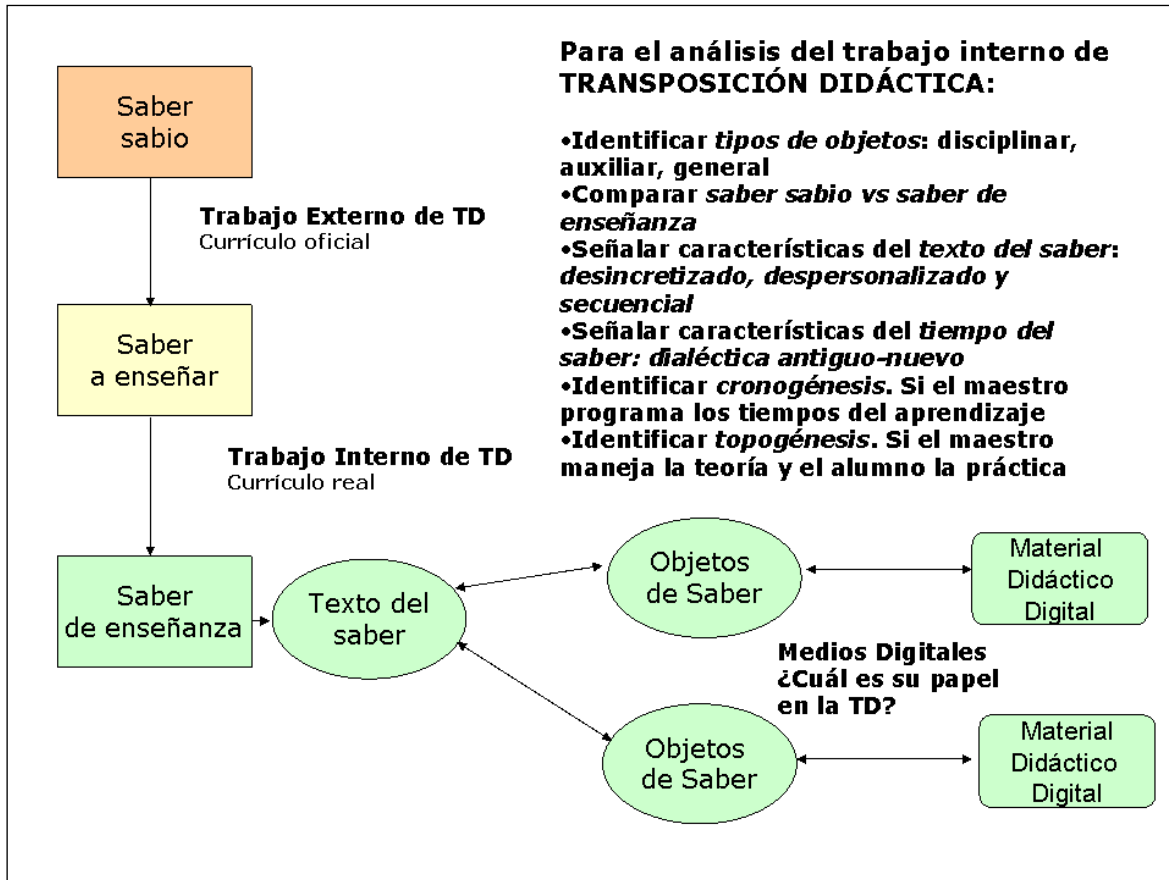 Para el análisis del trabajo interno de
TRANSPOSICIÓN DIDÁCTICA:
•Identificar tipos de objetos: disciplinar,
auxiliar, general
•Comparar saber sabio vs saber de
enseñanza
•Señalar características del texto del saber:
desincretizado, despersonalizado y
secuencial
•Señalar características del tiempo del
saber: dialéctica antiguo-nuevo
•Identificar cronogénesis. Si el maestro
programa los tiempos del aprendizaje
•Identificar topogénesis. Si el maestro
maneja la teoría y el alumno la práctica
Saber
sabio
Trabajo Externo de TD
Currículo oficial
Saber
a enseñar
Trabajo Interno de TD
Currículo real
Saber
de enseñanza
Texto del
saber
Objetos
de Saber
Material
Didáctico
Digital
Medios Digitales
¿Cuál es su papel
en la TD?
Objetos
de Saber
Material
Didáctico
Digital